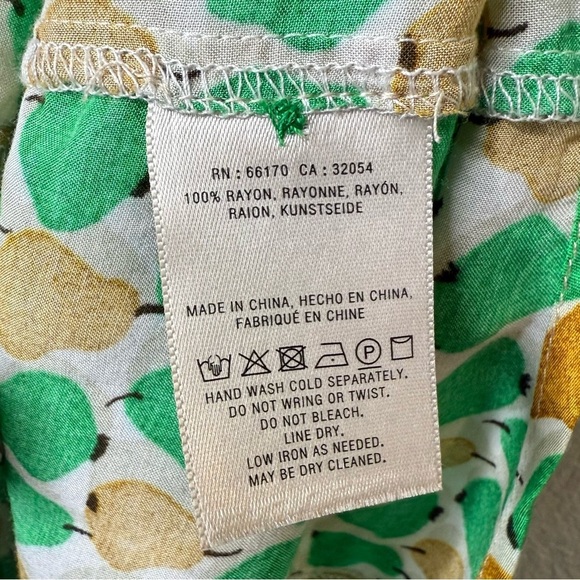 RN : 66170 CA : 32054
100% RAYON, RAYONNE, RAYÓN,
RAION, KUNSTSEIDE
MADE IN CHINA, HECHO EN CHINA,
FABRIQUÉ EN CHINE
P
HAND WASH COLD SEPARATELY.
DO NOT WRING OR TWIST.
DO NOT BLEACH.
LINE DRY.
LOW IRON AS NEEDED.
MAY BE DRY CLEANED.